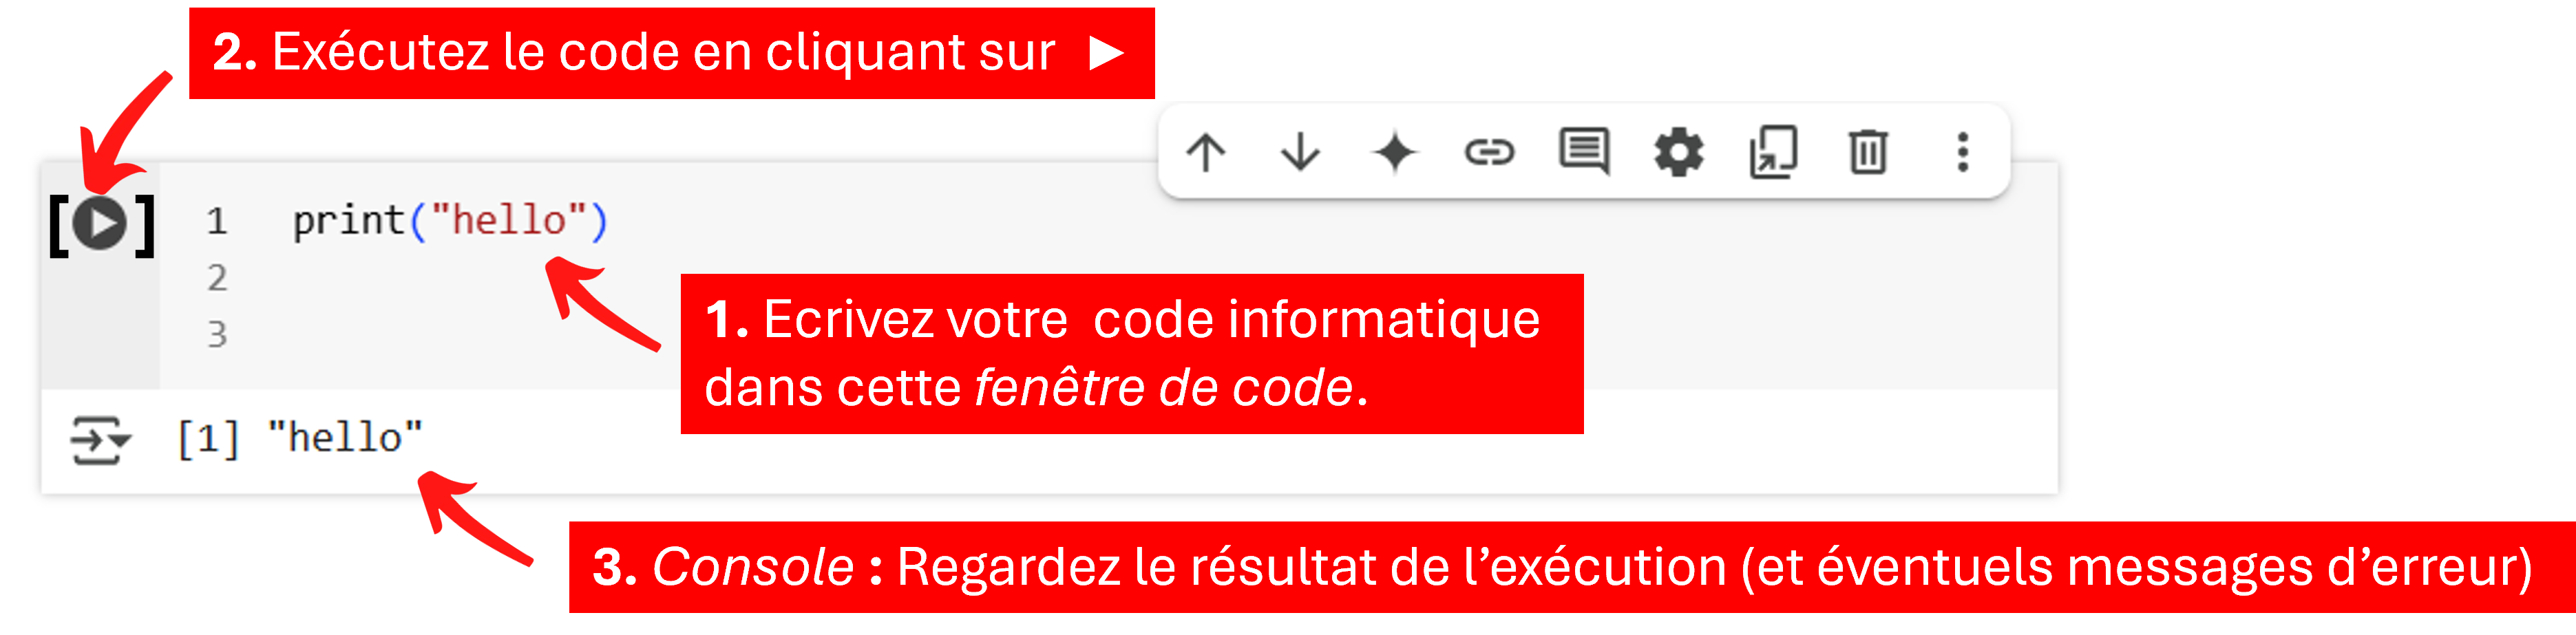 2. Exécutez le code en cliquant sur ►
1 print("hello")
2
3
1. Ecrivez votre code informatique
dans cette fenêtre de code.
[1] "hello"
3. Console : Regardez le résultat de l’exécution (et éventuels messages d’erreur)